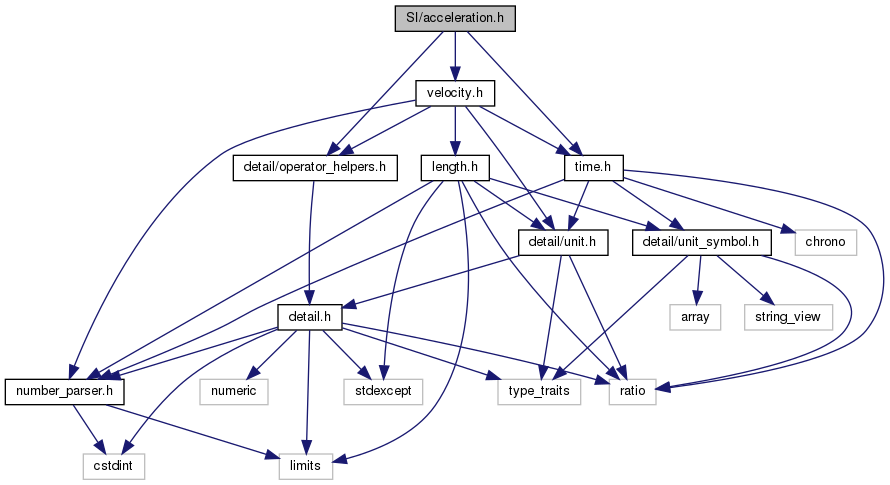 SI/acceleration.h
velocity.h
detail/operator_helpers.h
length.h
time.h
detail/unit.h
detail/unit_symbol.h
chrono
detail.h
array
string_view
number_parser.h
numeric
stdexcept
type_traits
ratio
cstdint
limits